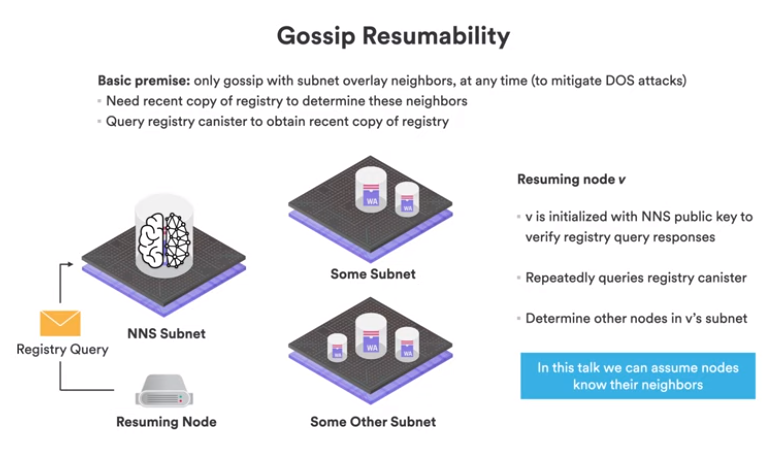 Gossip Resumability
Basic premise: only gossip with subnet overlay neighbors, at any time (to mitigate DOS attacks)
• Need recent copy of registry to determine these neighbors
• Query registry canister to obtain recent copy of registry
Resuming node v
• v is initialized with NNS public key to
verify registry query responses
• Repeatedly queries registry canister
• Determine other nodes in v's subnet
In this talk we can assume nodes
know their neighbors
WA
WA
Some Subnet
NNS Subnet
Registry Query
WA
WA
WA
Resuming Node
Some Other Subnet